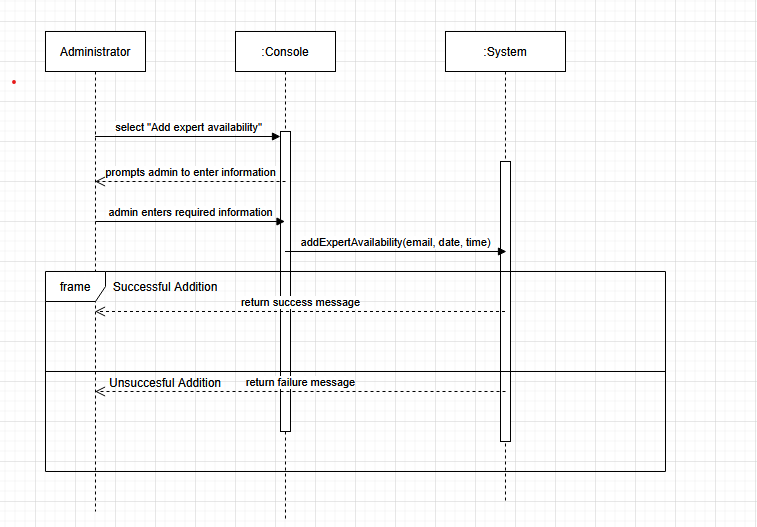 Administrator
:Console
:System
select "Add expert availability"
prompts admin to enter information
admin enters required information
addExpertAvailability(email, date, time)
frame
Successful Addition
return success message
Unsuccesful Addition
return failure message